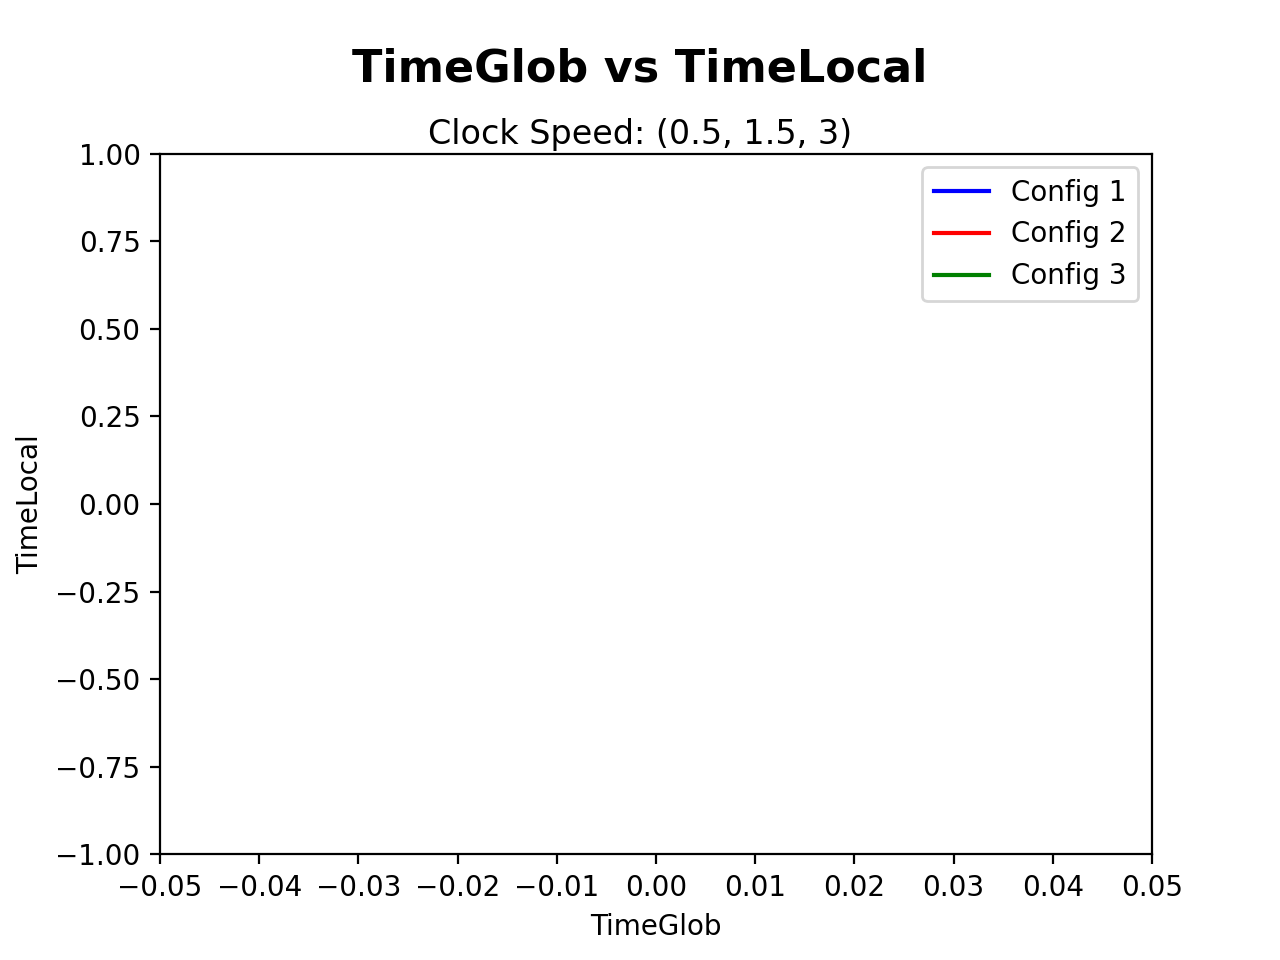 TimeGlob vs TimeLocal
Clock Speed: (0.5, 1.5, 3)
1.00
0.75
0.50
0.25
0.00
−0.25
−0.50
−0.75
−1.00
TimeLocal
Config 1
Config 2
Config 3
−0.05 −0.04 −0.03 −0.02 −0.01 0.00 0.01 0.02 0.03 0.04 0.05
TimeGlob